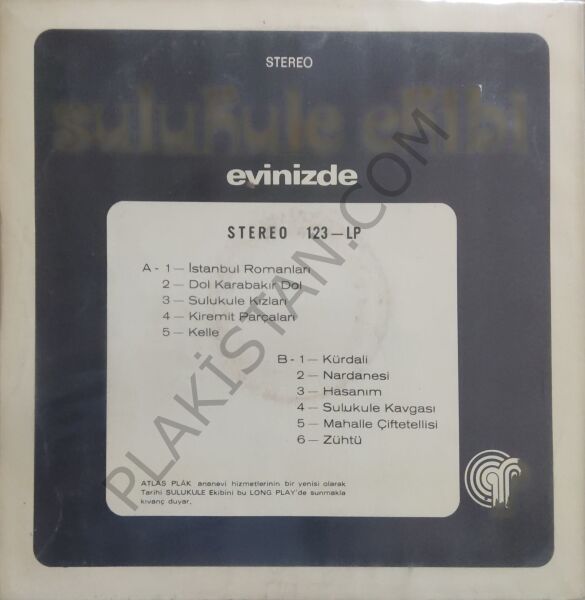 STEREO
sulukule ekibi
evinizde
STEREO 123-LP
A - 1 - İstanbul Romanları
2 - Dol Karabakır Dol
3 - Sulukule Kızları
4 - Kiremit Parçaları
5 - Kelle
B - 1 - Kürdali
2 - Nardanesi
3 - Hasanım
4 - Sulukule Kavgası
5 - Mahalle Çiftetellisi
6 - Zühtü
ATLAS PLÂK ananevi hizmetlerinin bir yenisi olarak
Tarihi SULUKULE Ekibini bu LONG PLAY'de sunmakla
kıvanç duyar.
PLAKİSTAN.COM